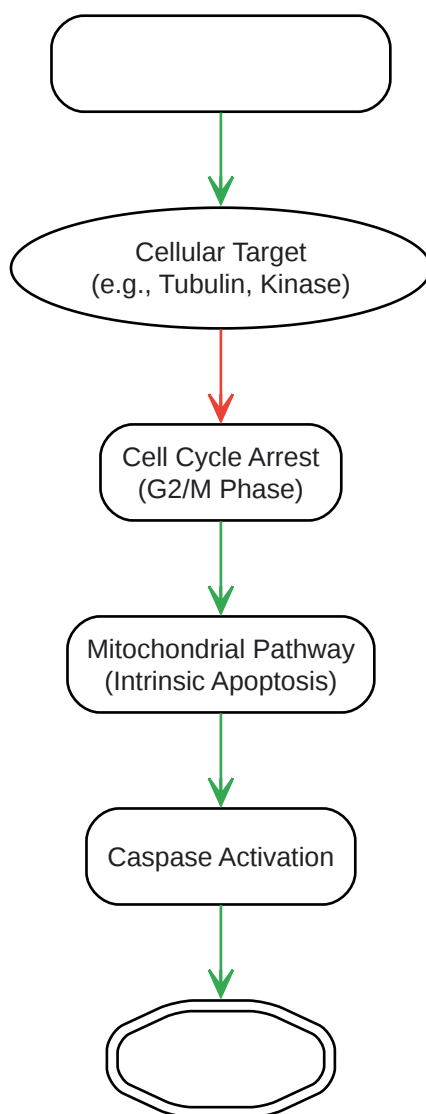 Cellular Target
(e.g., Tubulin, Kinase)
Cell Cycle Arrest
(G2/M Phase)
Mitochondrial Pathway
(Intrinsic Apoptosis)
Caspase Activation